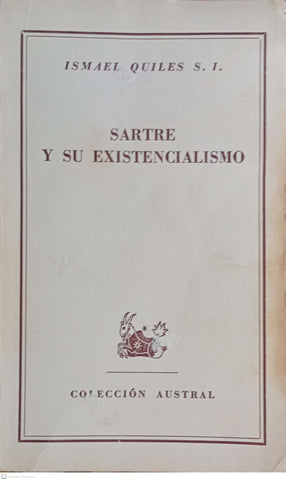 ISMAEL QUILES S. I.
SARTRE
Y SU EXISTENCIALISMO
COLECCIÓN AUSTRAL